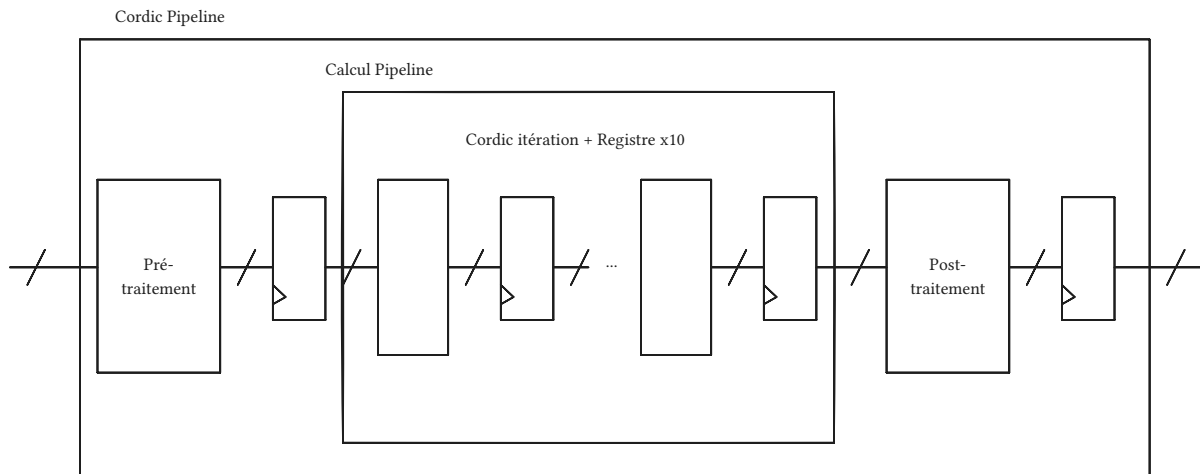 Cordic Pipeline
Calcul Pipeline
Cordic itération + Registre x10
Pré-
traitement
...
Post-
traitement